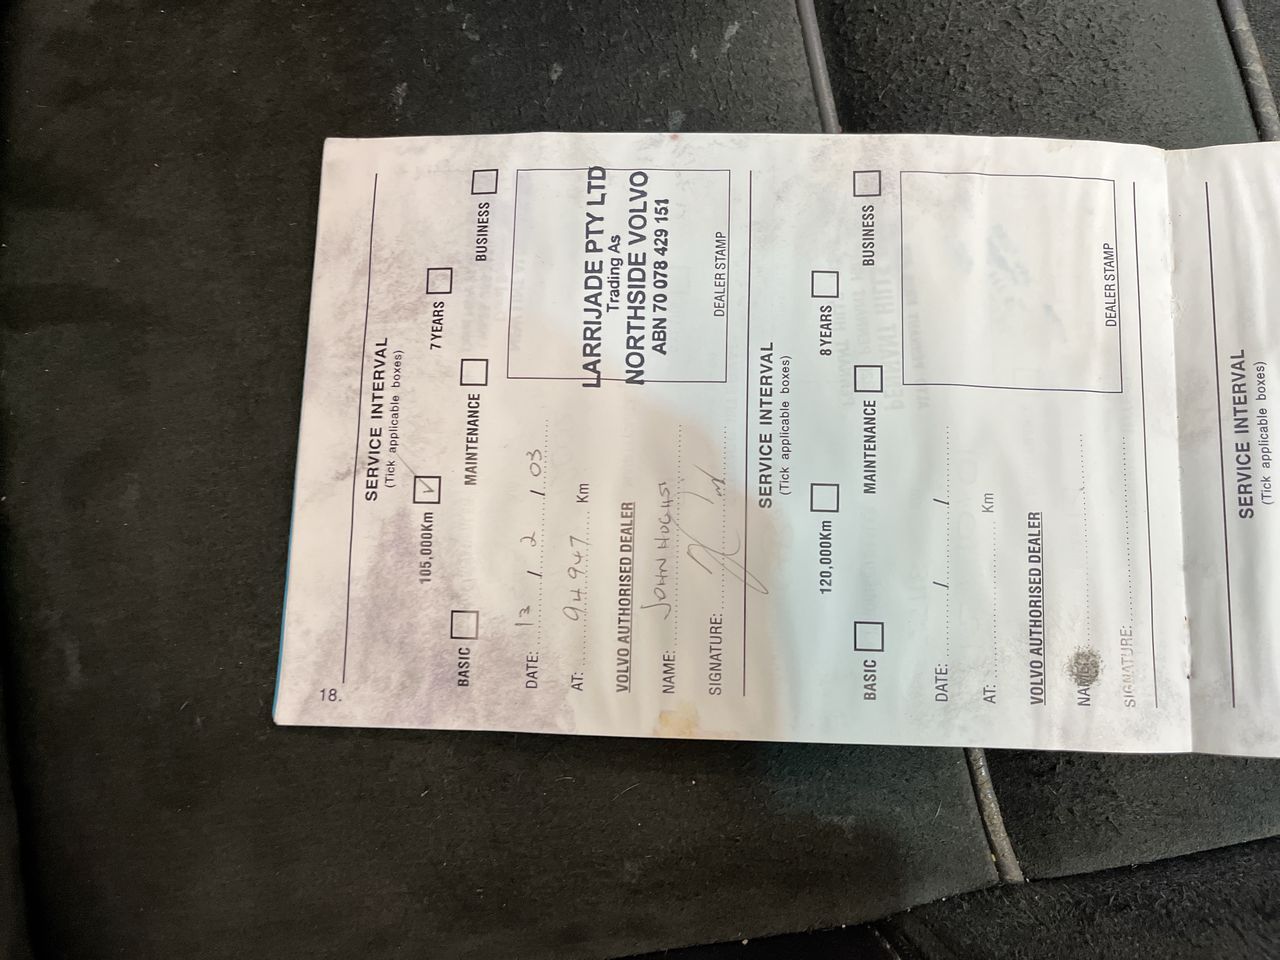 18.
SERVICE INTERVAL
(Tick applicable boxes)
105,000Km 7 YEARS
BASIC MAINTENANCE BUSINESS
DATE: 13 / 2 / 03
AT: 94947 Km
LARRIJADE PTY LTD
Trading As
NORTHSIDE VOLVO
ABN 70 078 429 151
VOLVO AUTHORISED DEALER
NAME: JOHN
SIGNATURE:
DEALER STAMP
SERVICE INTERVAL
(Tick applicable boxes)
120,000Km 8 YEARS
BASIC MAINTENANCE BUSINESS
DATE: / /
AT: Km
VOLVO AUTHORISED DEALER
NAME:
SIGNATURE:
DEALER STAMP
SERVICE INTERVAL
(Tick applicable boxes)